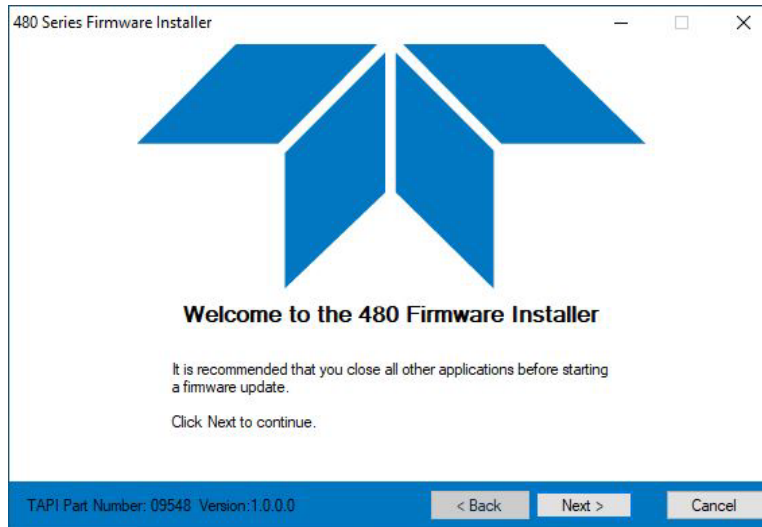 480 Series Firmware Installer
Welcome to the 480 Firmware Installer
It is recommended that you close all other applications before starting
a firmware update.
Click Next to continue.
TAPI Part Number: 09548 Version:1.0.0.0
< Back
Next >
Cancel